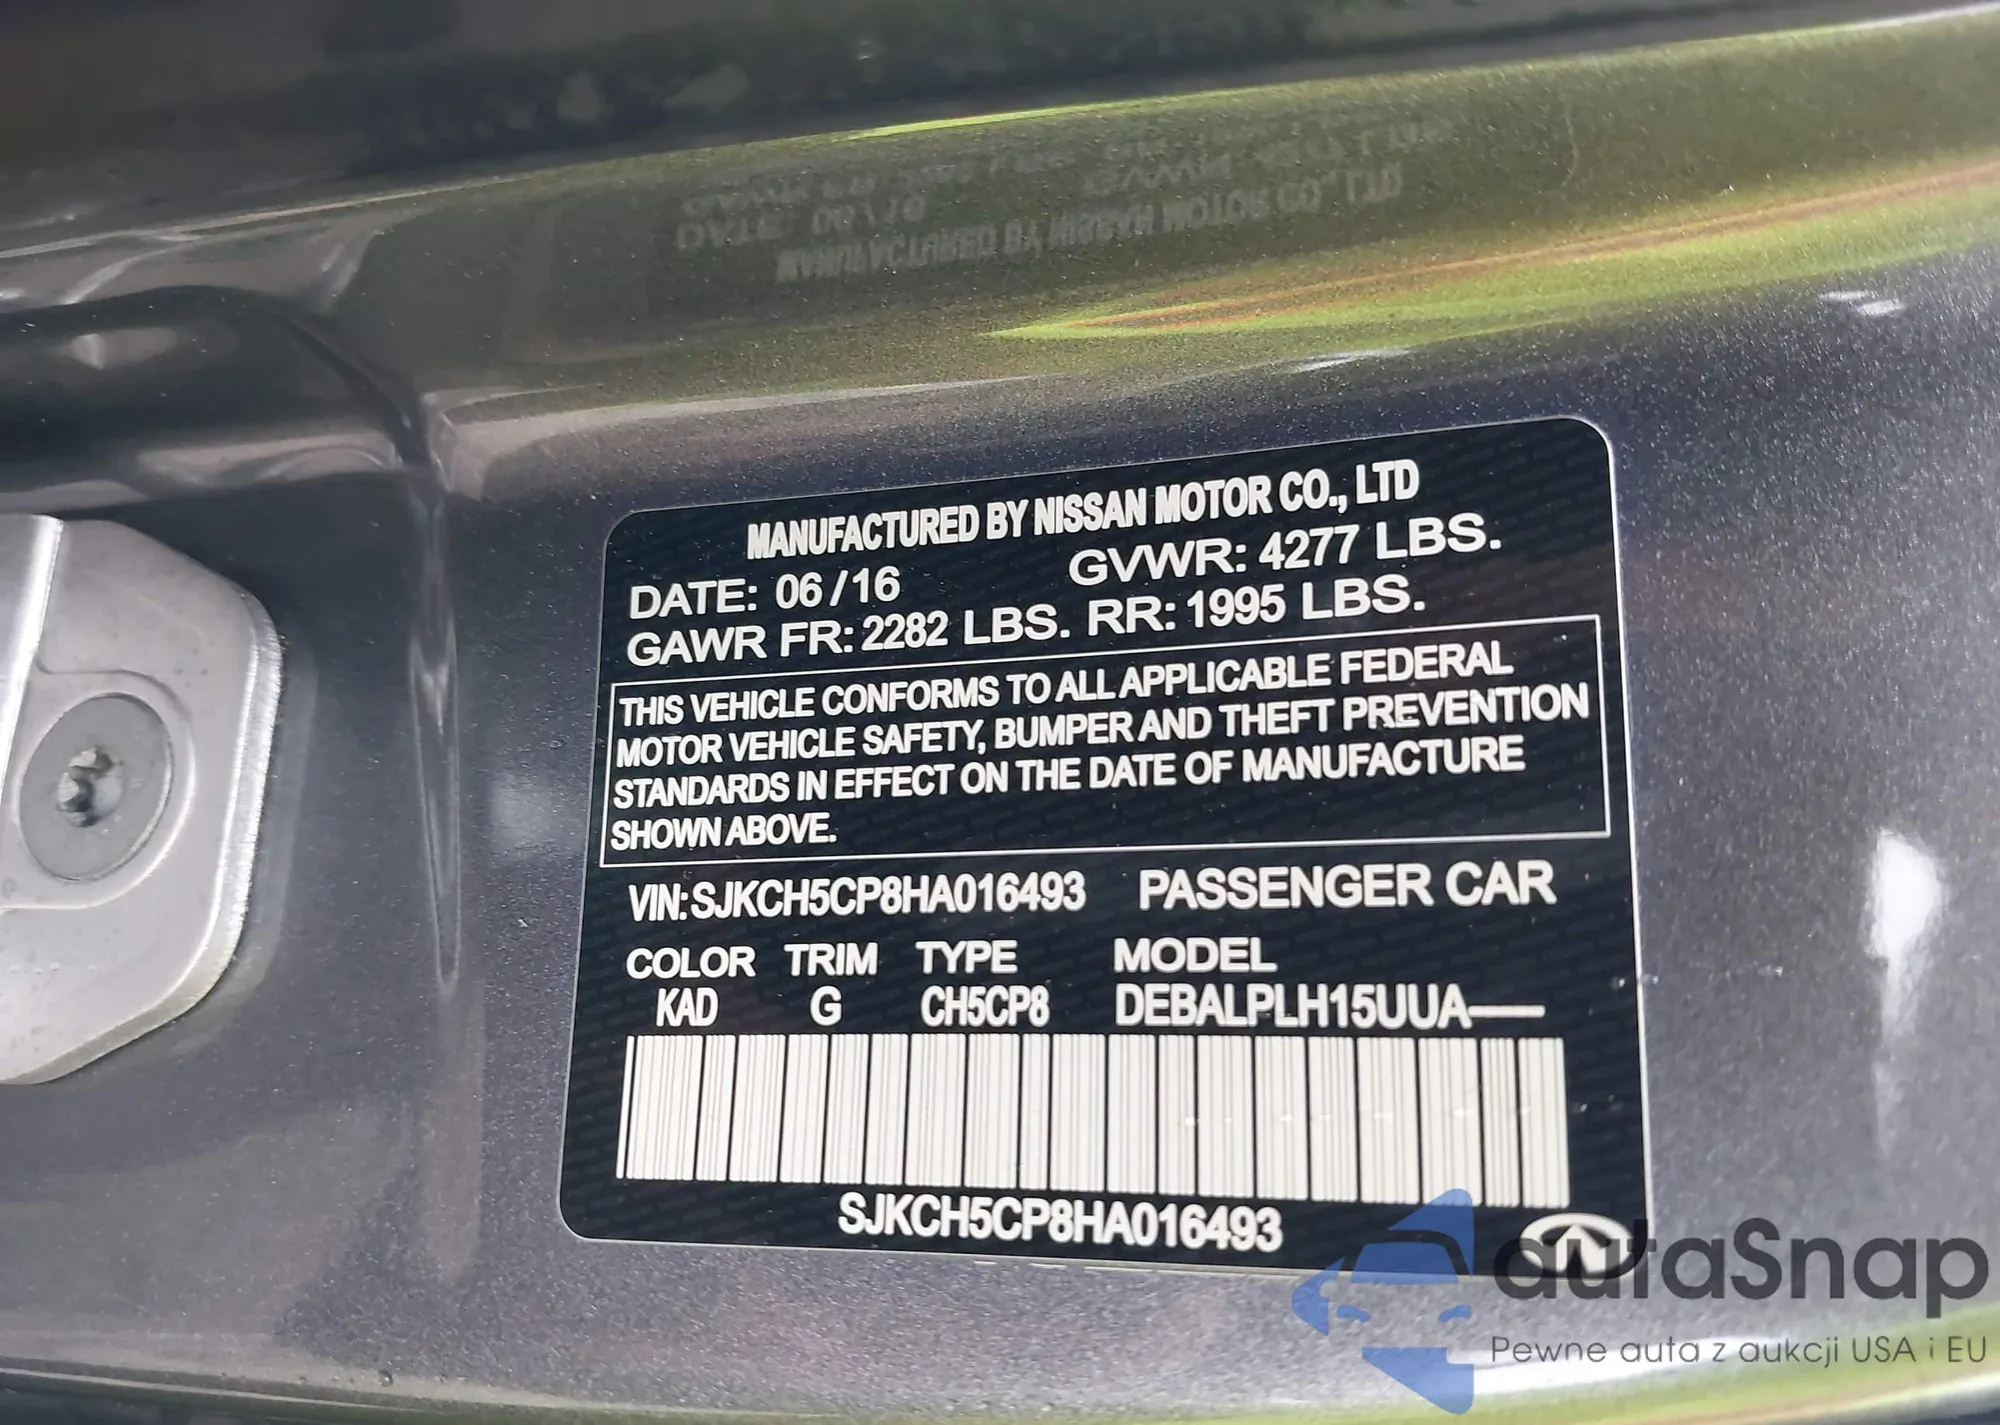 MANUFACTURED BY NISSAN MOTOR CO., LTD
DATE: 06/16 GVWR: 4277 LBS.
GAWR FR: 2282 LBS. RR: 1995 LBS.
THIS VEHICLE CONFORMS TO ALL APPLICABLE FEDERAL
MOTOR VEHICLE SAFETY, BUMPER AND THEFT PREVENTION
STANDARDS IN EFFECT ON THE DATE OF MANUFACTURE
SHOWN ABOVE.
VIN: SJKCH5CP8HA016493 PASSENGER CAR
COLOR TRIM TYPE MODEL
KAD G CH5CP8 DEBALPLH15UUA—
SJKCH5CP8HA016493
autaSnap
Pewne auta z aukcji USA i EU